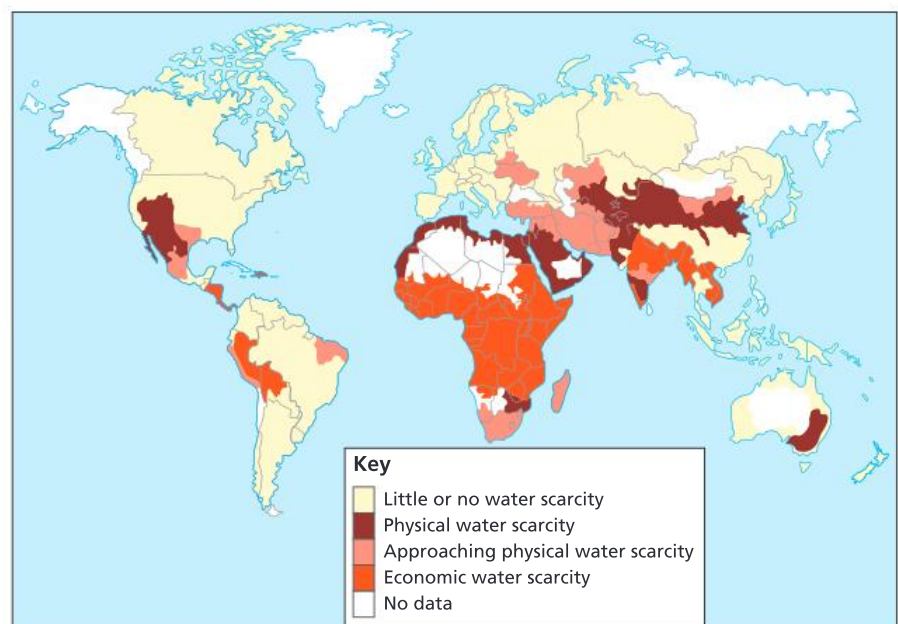 Key
Little or no water scarcity
Physical water scarcity
Approaching physical water scarcity
Economic water scarcity
No data